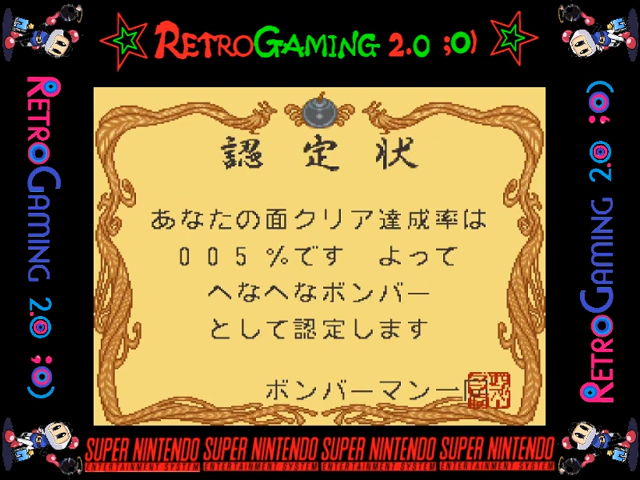 RETROGAMING 2.0 ;O)
RETROGAMING 2.0 ;O)
認定状
あなたの面クリア達成率は
005%です よって
へなへなボンバー
として認定します
ボンバーマン一同
RETROGAMING 2.0 ;O)
SUPER NINTENDO SUPER NINTENDO SUPER NINTENDO SUPER NINTENDO
ENTERTAINMENT SYSTEM ENTERTAINMENT SYSTEM ENTERTAINMENT SYSTEM ENTERTAINMENT SYSTEM